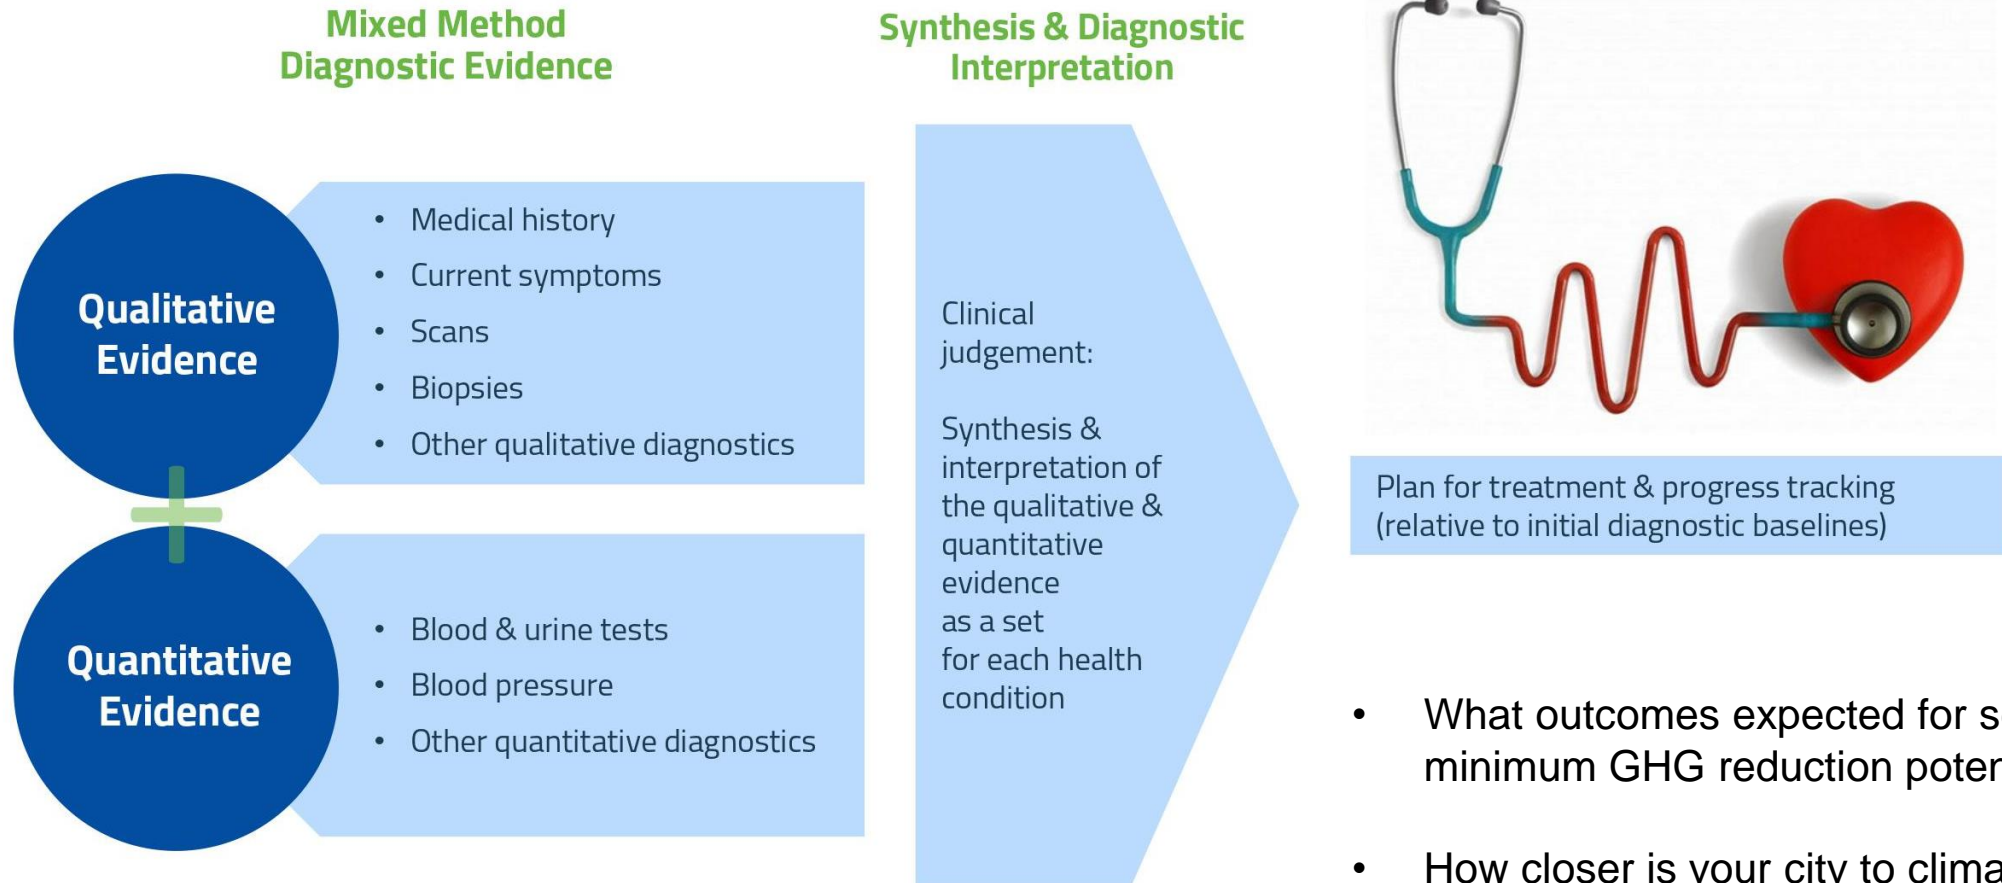 Mixed Method
Diagnostic Evidence
Synthesis & Diagnostic
Interpretation
Qualitative
Evidence
• Medical history
• Current symptoms
• Scans
• Biopsies
• Other qualitative diagnostics
Quantitative
Evidence
• Blood & urine tests
• Blood pressure
• Other quantitative diagnostics
Clinical
judgement:
Synthesis &
interpretation of
the qualitative &
quantitative
evidence
as a set
for each health
condition
Plan for treatment & progress tracking
(relative to initial diagnostic baselines)
• What outcomes expected for
minimum GHG reduction
• How closer is your city to